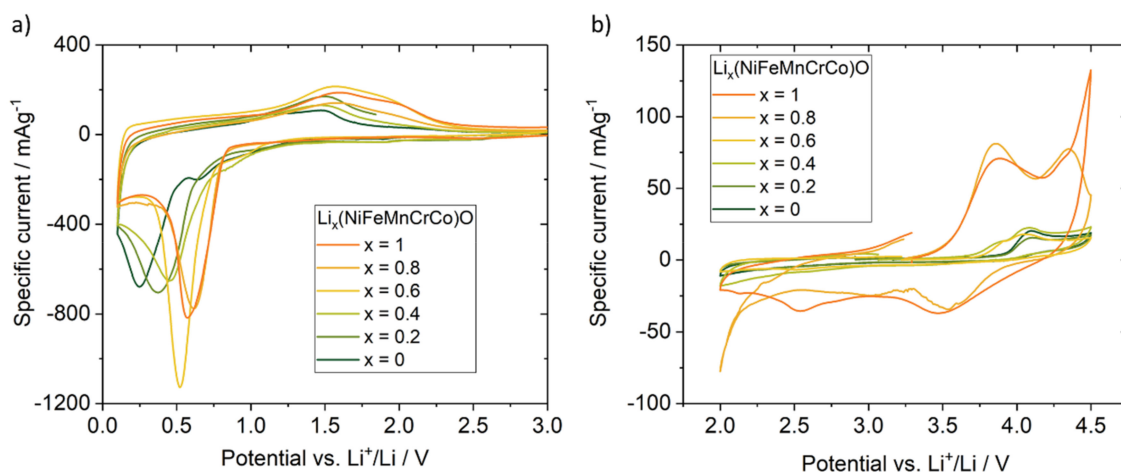 a)
400
0
-400
-800
-1200
Specific current / mAg⁻¹
Liₓ(NiFeMnCrCo)O
x = 1
x = 0.8
x = 0.6
x = 0.4
x = 0.2
x = 0
0.0 0.5 1.0 1.5 2.0 2.5 3.0
Potential vs. Li⁺/Li / V
b)
150
100
50
0
-50
-100
Specific current / mAg⁻¹
Liₓ(NiFeMnCrCo)O
x = 1
x = 0.8
x = 0.6
x = 0.4
x = 0.2
x = 0
2.0 2.5 3.0 3.5 4.0 4.5
Potential vs. Li⁺/Li / V